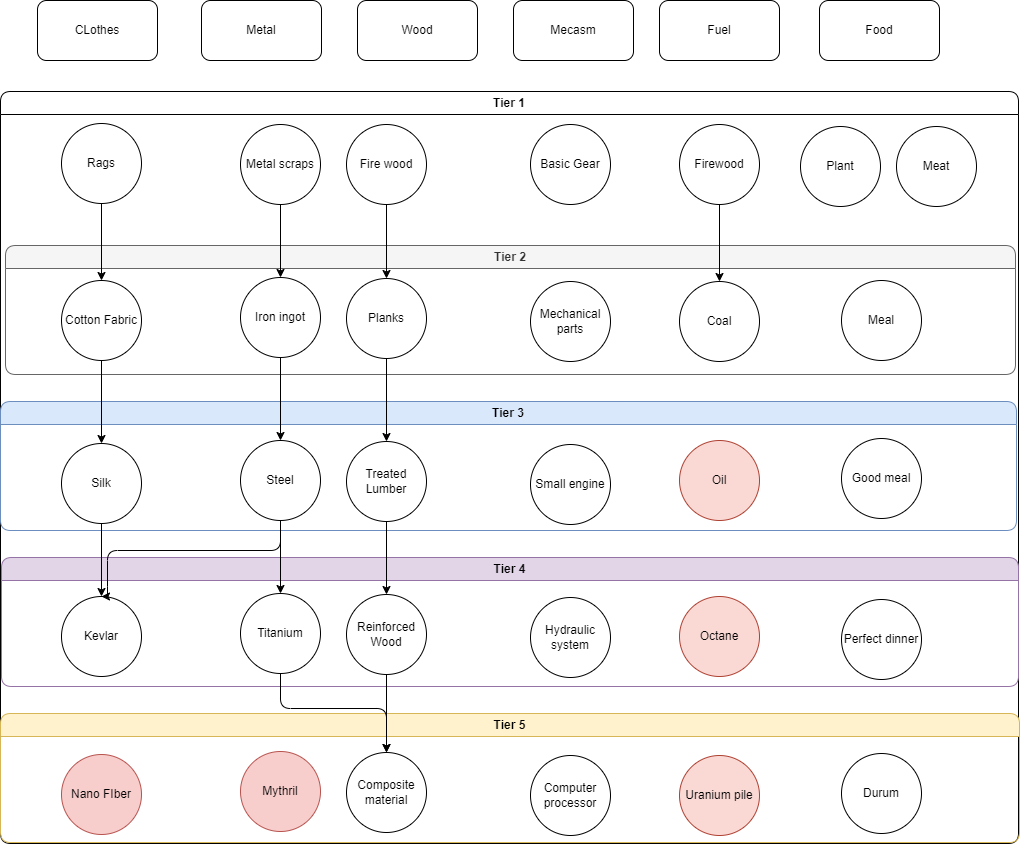 CLothes
Metal
Wood
Mecasm
Fuel
Food
Tier 1
Rags
Metal scraps
Fire wood
Basic Gear
Firewood
Plant
Meat
Tier 2
Cotton Fabric
Iron ingot
Planks
Mechanical
parts
Coal
Meal
Tier 3
Silk
Steel
Treated
Lumber
Small engine
Oil
Good meal
Tier 4
Kevlar
Titanium
Reinforced
Wood
Hydraulic
system
Octane
Perfect dinner
Tier 5
Nano FIber
Mythril
Composite
material
Computer
processor
Uranium pile
Durum